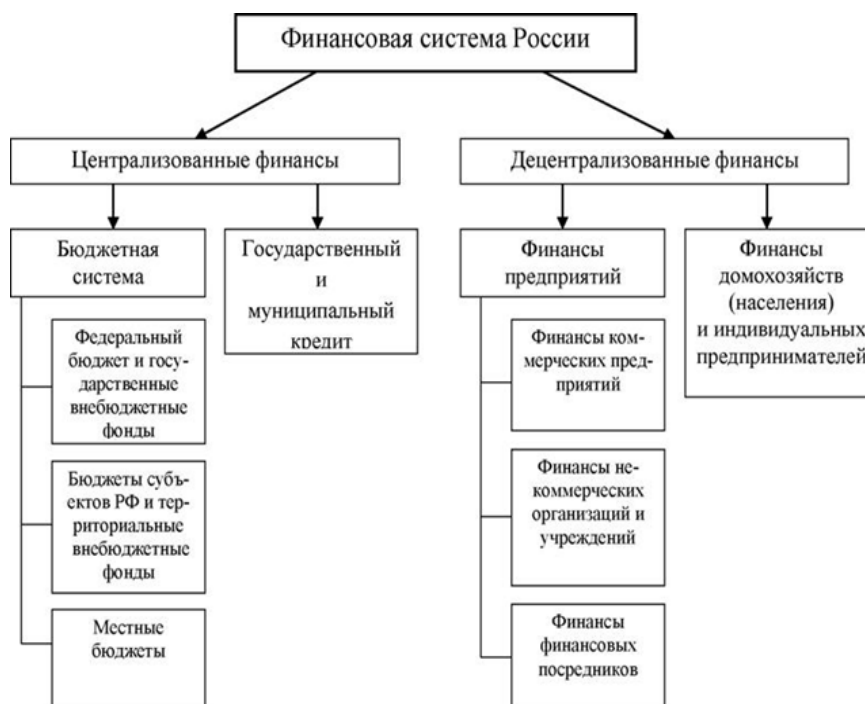 Финансовая система России
Централизованные финансы
Децентрализованные финансы
Бюджетная
система
Государственный
и
муниципальный
кредит
Финансы
предприятий
Финансы
домохозяйств
(населения)
и индивидуальных
предпринимателей
Федеральный
бюджет и госу-
дарственные
внебюджетные
фонды
Бюджеты субъ-
ектов РФ и тер-
риториальные
внебюджетные
фонды
Местные
бюджеты
Финансы ком-
мерческих пред-
приятий
Финансы не-
коммерческих
организаций и
учреждений
Финансы
финансовых
посредников